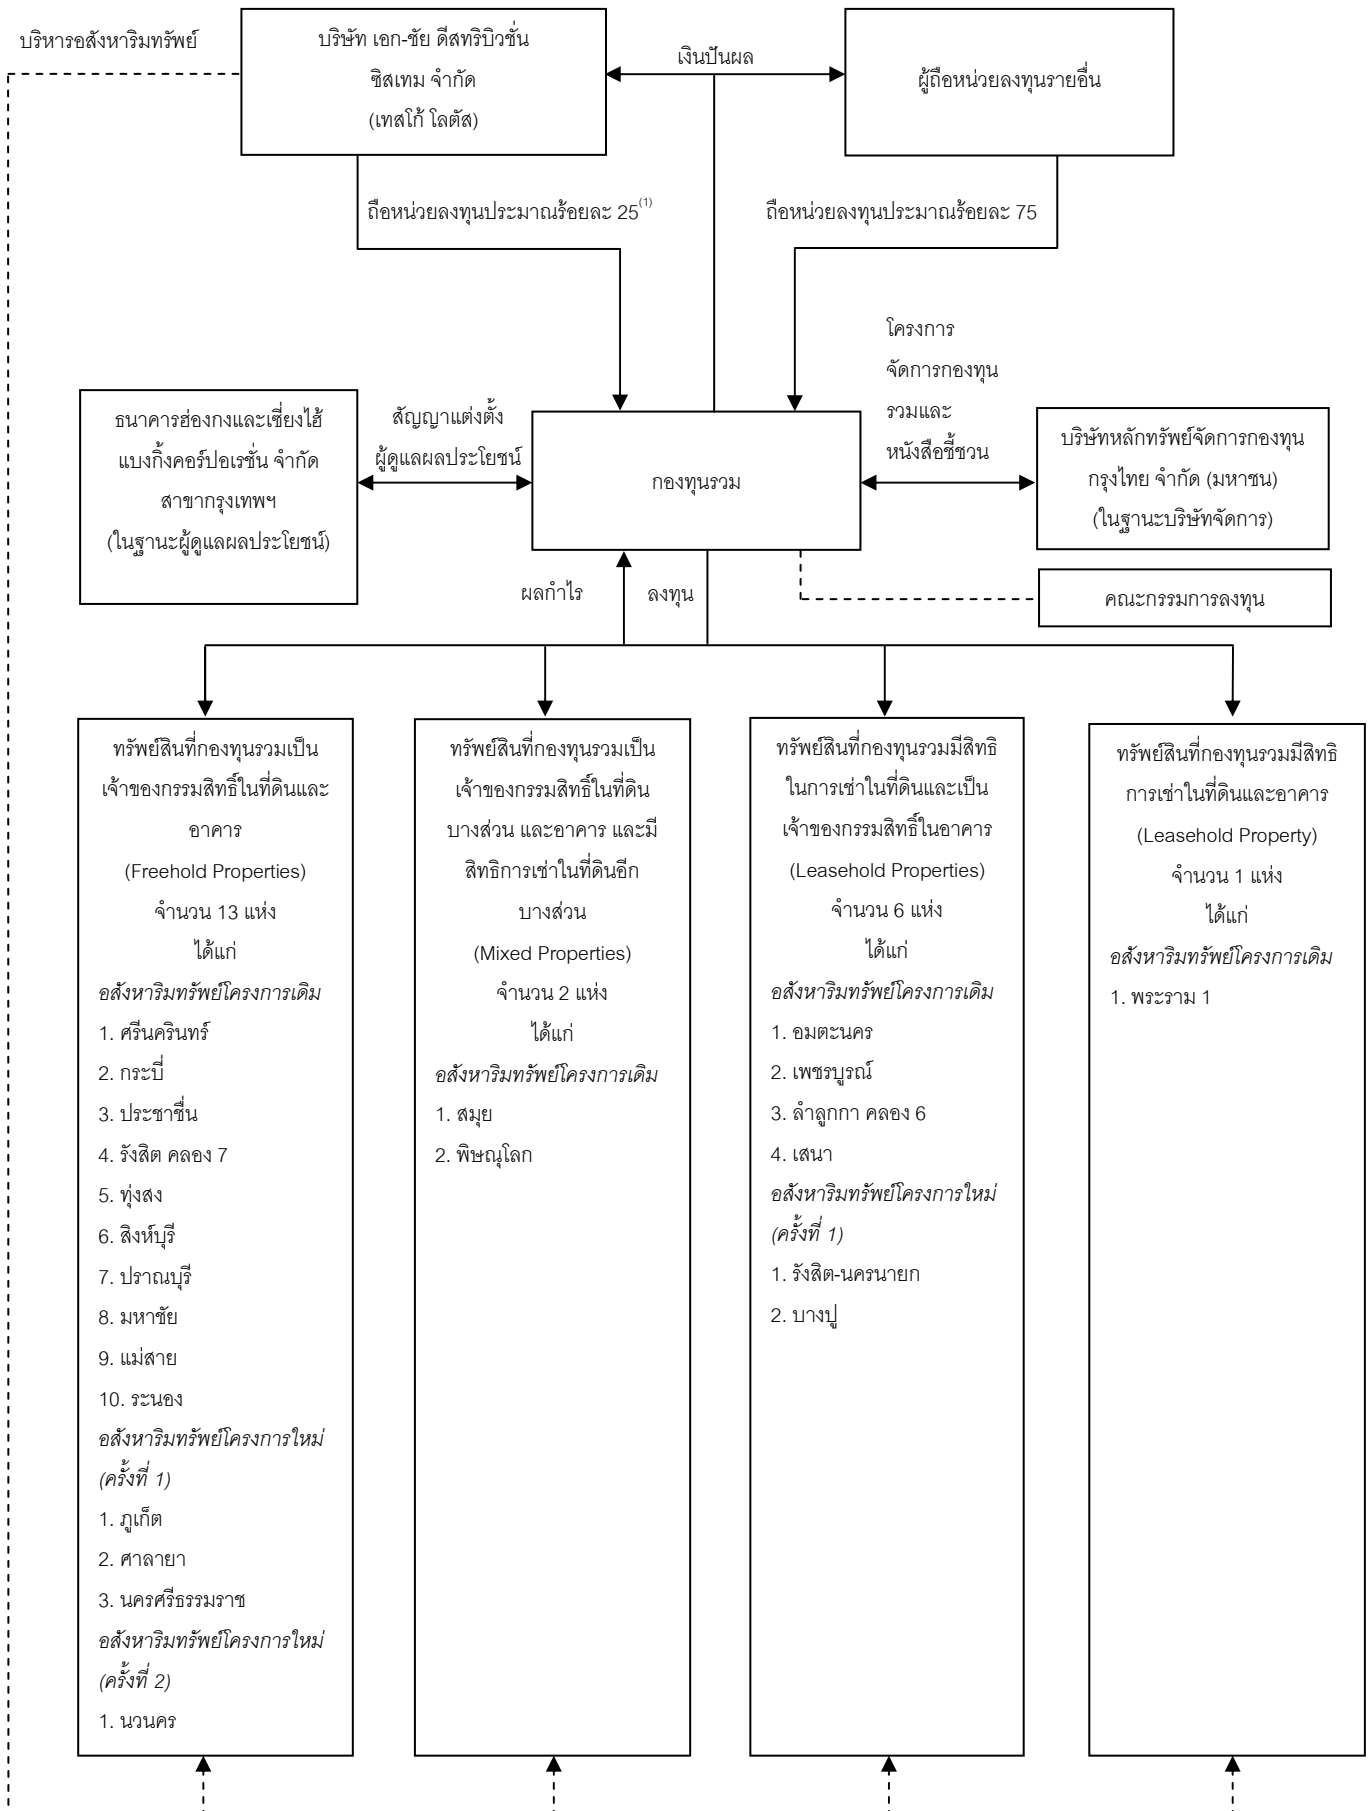 บริหารอสังหาริมทรัพย์
บริษัท เอก-ชัย ดีสทริบิวชั่น
ซิสเทม จำกัด
(เทสโก้ โลตัส)
เงินปันผล
ผู้ถือหน่วยลงทุนรายอื่น
ถือหน่วยลงทุนประมาณร้อยละ 25(1)
ถือหน่วยลงทุนประมาณร้อยละ 75
โครงการ
จัดการกองทุน
รวมและ
หนังสือชี้ชวน
ธนาคารฮ่องกงและเซี่ยงไฮ้
แบงกิ้งคอร์ปอเรชั่น จำกัด
สาขากรุงเทพฯ
(ในฐานะผู้ดูแลผลประโยชน์)
สัญญาแต่งตั้ง
ผู้ดูแลผลประโยชน์
กองทุนรวม
บริษัทหลักทรัพย์จัดการกองทุน
กรุงไทย จำกัด (มหาชน)
(ในฐานะบริษัทจัดการ)
ผลกำไร
ลงทุน
คณะกรรมการลงทุน
ทรัพย์สินที่กองทุนรวมเป็น
เจ้าของกรรมสิทธิ์ในที่ดินและ
อาคาร
(Freehold Properties)
จำนวน 13 แห่ง
ได้แก่
อสังหาริมทรัพย์โครงการเดิม
1. ศรีนครินทร์
2. กระบี่
3. ประชาชื่น
4. รังสิต คลอง 7
5. ทุ่งสง
6. สิงห์บุรี
7. ปราณบุรี
8. มหาชัย
9. แม่สาย
10. ระนอง
อสังหาริมทรัพย์โครงการใหม่
(ครั้งที่ 1)
1. ภูเก็ต
2. ศาลายา
3. นครศรีธรรมราช
อสังหาริมทรัพย์โครงการใหม่
(ครั้งที่ 2)
1. นวนคร
ทรัพย์สินที่กองทุนรวมเป็น
เจ้าของกรรมสิทธิ์ในที่ดิน
บางส่วน และอาคาร และมี
สิทธิการเช่าในที่ดินอีก
บางส่วน
(Mixed Properties)
จำนวน 2 แห่ง
ได้แก่
อสังหาริมทรัพย์โครงการเดิม
1. สมุย
2. พิษณุโลก
ทรัพย์สินที่กองทุนรวมมีสิทธิ
ในการเช่าในที่ดินและเป็น
เจ้าของกรรมสิทธิ์ในอาคาร
(Leasehold Properties)
จำนวน 6 แห่ง
ได้แก่
อสังหาริมทรัพย์โครงการเดิม
1. อมตะนคร
2. เพชรบูรณ์
3. ลำลูกกา คลอง 6
4. เสนา
อสังหาริมทรัพย์โครงการใหม่
(ครั้งที่ 1)
1. รังสิต-นครนายก
2. บางปู
ทรัพย์สินที่กองทุนรวมมีสิทธิ
การเช่าในที่ดินและอาคาร
(Leasehold Property)
จำนวน 1 แห่ง
ได้แก่
อสังหาริมทรัพย์โครงการเดิม
1. พระราม 1